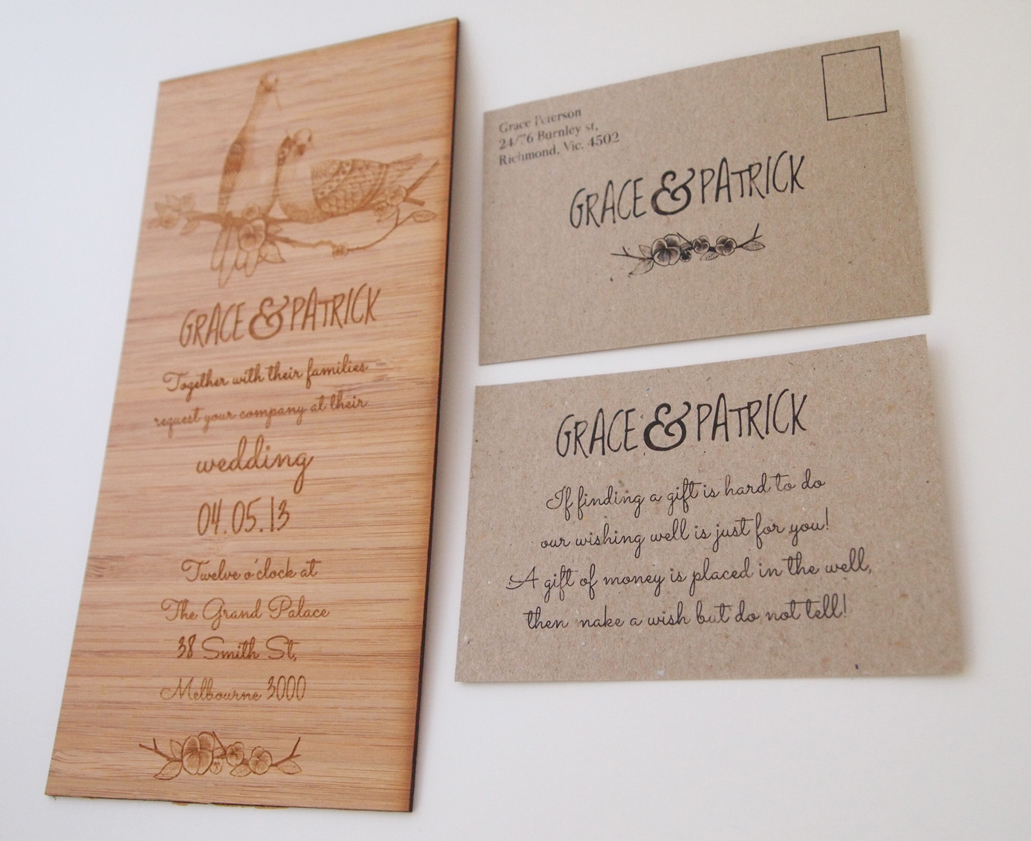 GRACE & PATRICK
Together with their families
request your company at their
wedding
04.05.13
Twelve o'clock at
The Grand Palace
38 Smith St,
Melbourne 3000
Grace
24/76 Burnley st,
Richmond, Vic. 4502
GRACE & PATRICK
GRACE & PATRICK
If finding a gift is hard to do
our wishing well is just for you!
A gift of money is placed in the well,
then make a wish but do not tell!